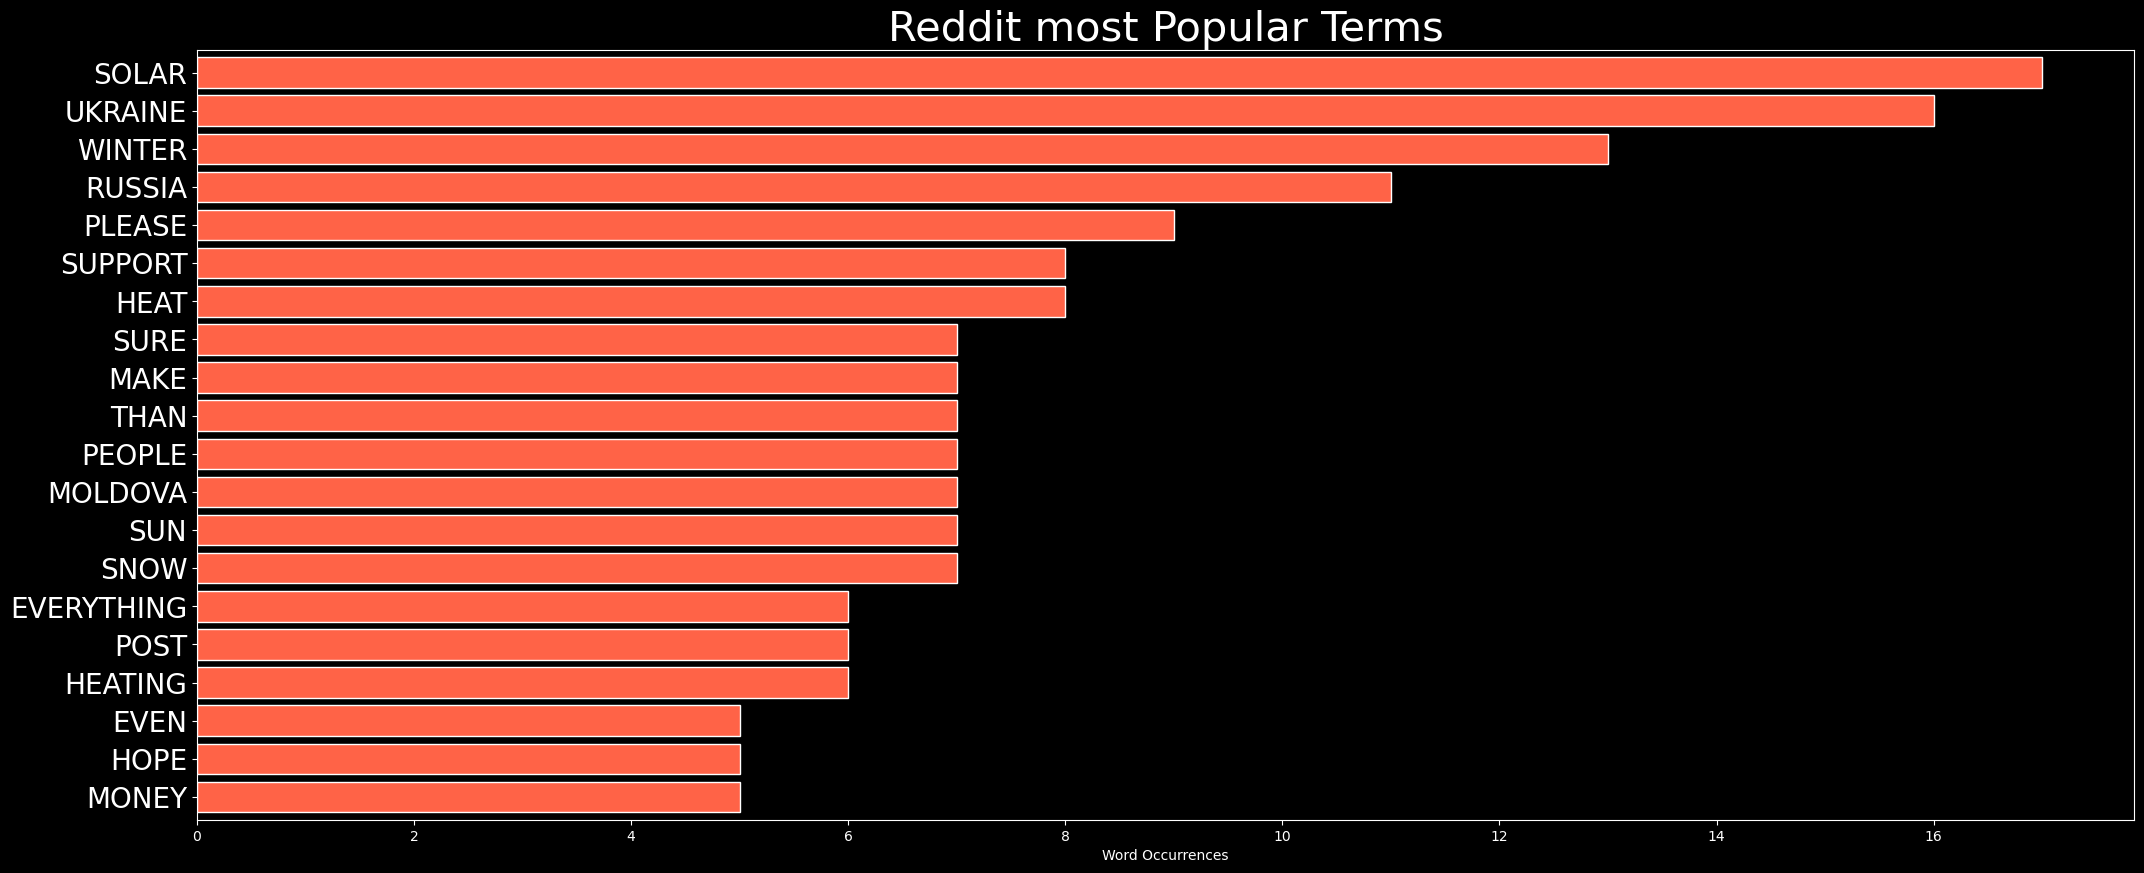 Reddit most Popular Terms
SOLAR
UKRAINE
WINTER
RUSSIA
PLEASE
SUPPORT
HEAT
SURE
MAKE
THAN
PEOPLE
MOLDOVA
SUN
SNOW
EVERYTHING
POST
HEATING
EVEN
HOPE
MONEY
0 2 4 6 8 10 12 14 16
Word Occurrences